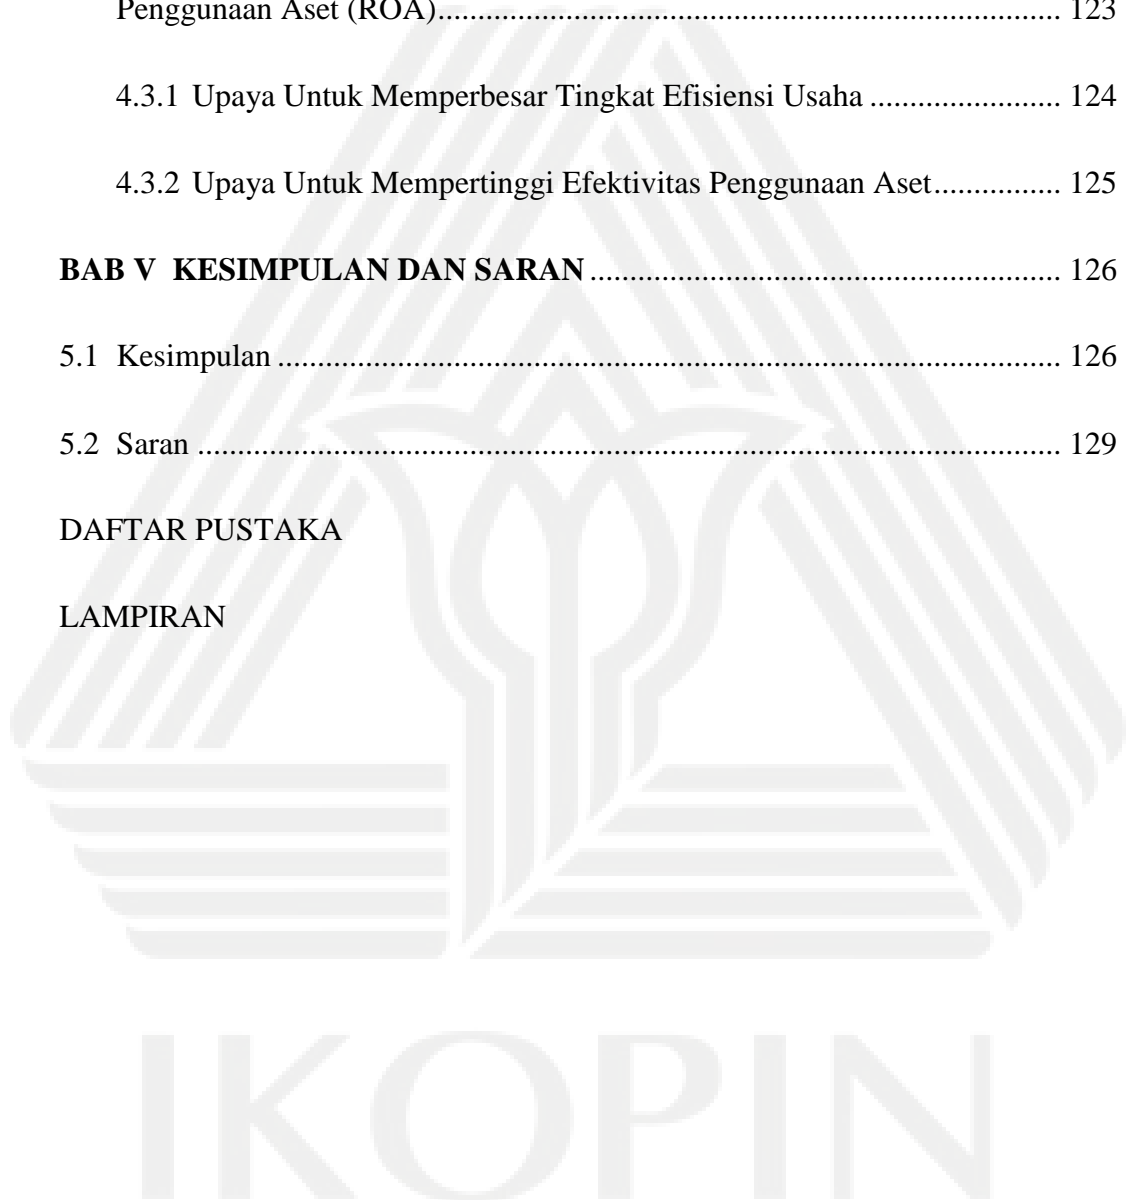 Penggunaan Aset (ROA)........................................................................... 123
4.3.1 Upaya Untuk Memperbesar Tingkat Efisiensi Usaha ........................ 124
4.3.2 Upaya Untuk Mempertinggi Efektivitas Penggunaan Aset................ 125
BAB V KESIMPULAN DAN SARAN .......................................................... 126
5.1 Kesimpulan ................................................................................................ 126
5.2 Saran .......................................................................................................... 129
DAFTAR PUSTAKA
LAMPIRAN
IKOPIN